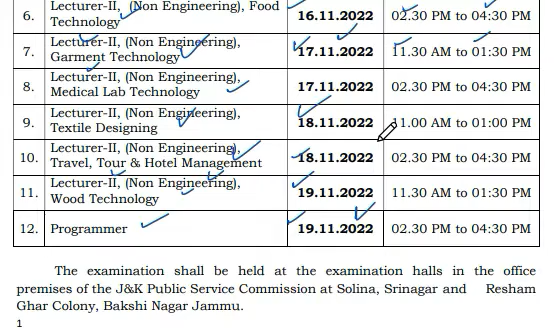 6. Lecturer-II, (Non Engineering), Food Technology 16.11.2022 02.30 PM to 04:30 PM
7. Lecturer-II, (Non Engineering), Garment Technology 17.11.2022 11.30 AM to 01:30 PM
8. Lecturer-II, (Non Engineering), Medical Lab Technology 17.11.2022 02.30 PM to 04:30 PM
9. Lecturer-II, (Non Engineering), Textile Designing 18.11.2022 11.00 AM to 01:00 PM
10. Lecturer-II, (Non Engineering), Travel, Tour & Hotel Management 18.11.2022 02.30 PM to 04:30 PM
11. Lecturer-II, (Non Engineering), Wood Technology 19.11.2022 11.30 AM to 01:30 PM
12. Programmer 19.11.2022 02.30 PM to 04:30 PM
The examination shall be held at the examination halls in the office
premises of the J&K Public Service Commission at Solina, Srinagar and Resham
Ghar Colony, Bakshi Nagar Jammu.
1